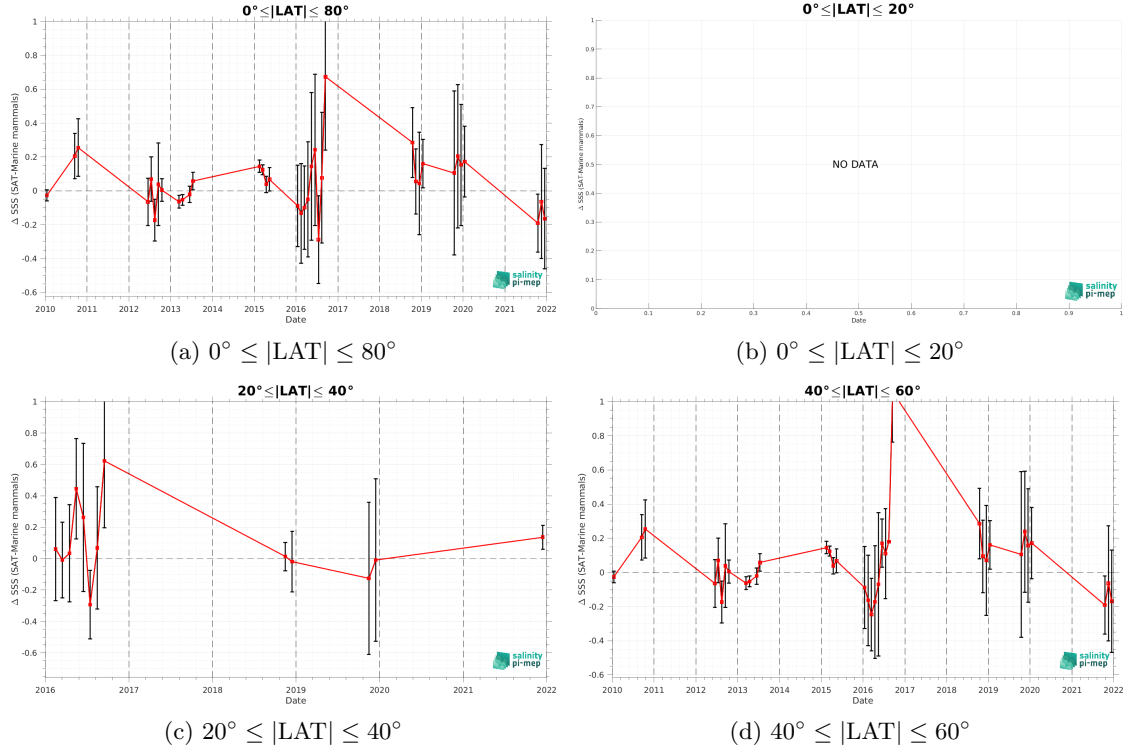 0°≤|LAT|≤ 80°
Δ SSS (SAT-Marine mammals)
1
0.8
0.6
0.4
0.2
0
-0.2
-0.4
-0.6
2010 2011 2012 2013 2014 2015 2016 2017 2018 2019 2020 2021 2022
Date
salinity
pi-mep
(a) 0° ≤ |LAT| ≤ 80°
0°≤|LAT|≤ 20°
Δ SSS (SAT-Marine mammals)
1
0.9
0.8
0.7
0.6
0.5
0.4
0.3
0.2
0.1
0
NO DATA
0 0.1 0.2 0.3 0.4 0.5 0.6 0.7 0.8 0.9 1
Date
salinity
pi-mep
(b) 0° ≤ |LAT| ≤ 20°
20°≤|LAT|≤ 40°
Δ SSS (SAT-Marine mammals)
1
0.8
0.6
0.4
0.2
0
-0.2
-0.4
-0.6
2016 2017 2018 2019 2020 2021 2022
Date
salinity
pi-mep
(c) 20° ≤ |LAT| ≤ 40°
40°≤|LAT|≤ 60°
Δ SSS (SAT-Marine mammals)
1
0.8
0.6
0.4
0.2
0
-0.2
-0.4
-0.6
2010 2011 2012 2013 2014 2015 2016 2017 2018 2019 2020 2021 2022
Date
salinity
pi-mep
(d) 40° ≤ |LAT| ≤ 60°